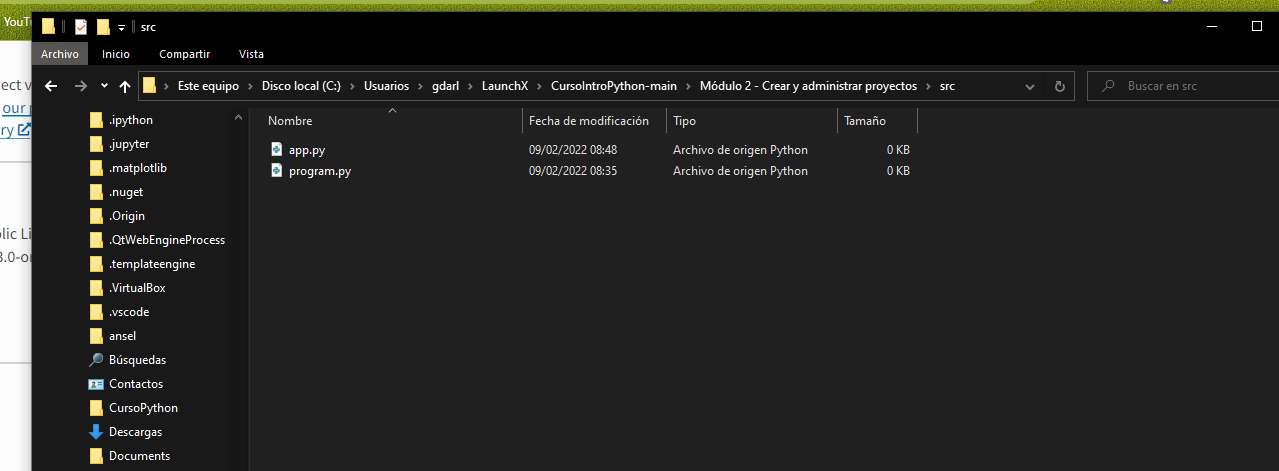 YouTu
src
Archivo Inicio Compartir Vista
Este equipo > Disco local (C:) > Usuarios > gdarl > LaunchX > CursoIntroPython-main > Módulo 2 - Crear y administrar proyectos > src
Buscar en src
ect v
our p
ry
blic Li
3.0-or
.ipython
.jupyter
.matplotlib
.nuget
.Origin
.QtWebEngineProcess
.templateengine
.VirtualBox
.vscode
ansel
Búsquedas
Contactos
CursoPython
Descargas
Documents
Nombre Fecha de modificación Tipo Tamaño
app.py 09/02/2022 08:48 Archivo de origen Python 0 KB
program.py 09/02/2022 08:35 Archivo de origen Python 0 KB